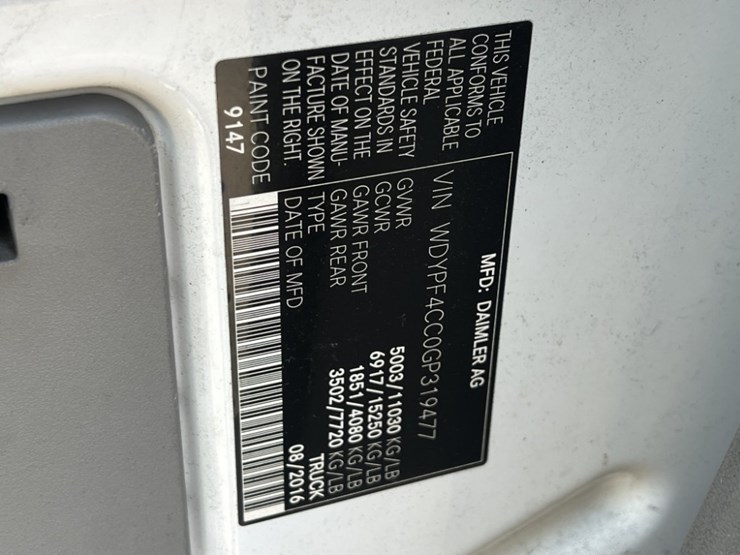 MFD: DAIMLER AG
THIS VEHICLE
CONFORMS TO
ALL APPLICABLE
FEDERAL
VEHICLE SAFETY
STANDARDS IN
EFFECT ON THE
DATE OF MANU-
FACTURE SHOWN
ON THE RIGHT.
PAINT CODE
9147
VIN WDYPF4CC0GP319477
GVWR 5003/11030 KG/LB
GCWR 6917/15250 KG/LB
GAWR FRONT 1851/4080 KG/LB
GAWR REAR 3502/7720 KG/LB
TYPE TRUCK
DATE OF MFD 08/2016